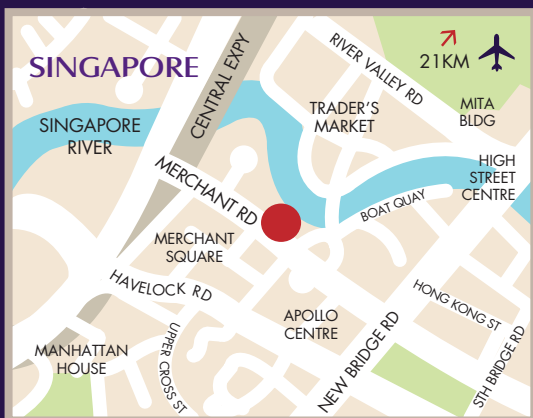 SINGAPORE
21KM
CENTRAL EXPY
RIVER VALLEY RD
TRADER'S
MARKET
MITA
BLDG
SINGAPORE
RIVER
HIGH
STREET
CENTRE
MERCHANT RD
BOAT QUAY
MERCHANT
SQUARE
HAVELOCK RD
HONG KONG ST
APOLLO
CENTRE
UPPER CROSS ST
NEW BRIDGE RD
STH BRIDGE RD
MANHATTAN
HOUSE